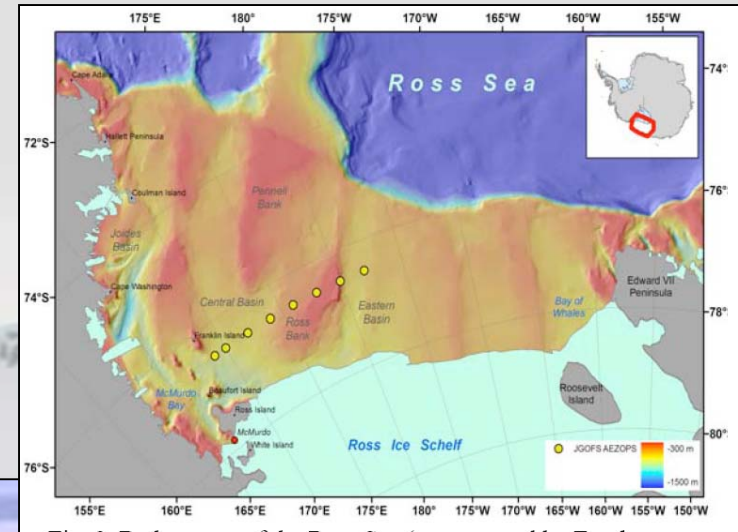 175°E 180° 175°W 170°W 165°W 160°W 155°W
Ross Sea
Cape Adare
74°
72°S
Hallett Peninsula
Coulman Island
Pennell
Bank
76°
Joides
Basin
Cape Washington
74°S
Central Basin
Ross
Bank
Eastern
Basin
Franklin Island
Bay of
Whales
Edward VII
Peninsula
78°
McMurdo
Bay
Beaufort Island
Ross Island
McMurdo
White Island
Roosevelt
Island
Ross Ice Schelf
80°
JGOFS AEZOPS
-300 m
-1500 m
76°S
155°E 160°E 165°E 170°E 175°E 180° 175°W 170°W 165°W 160°W 155°W 150°W